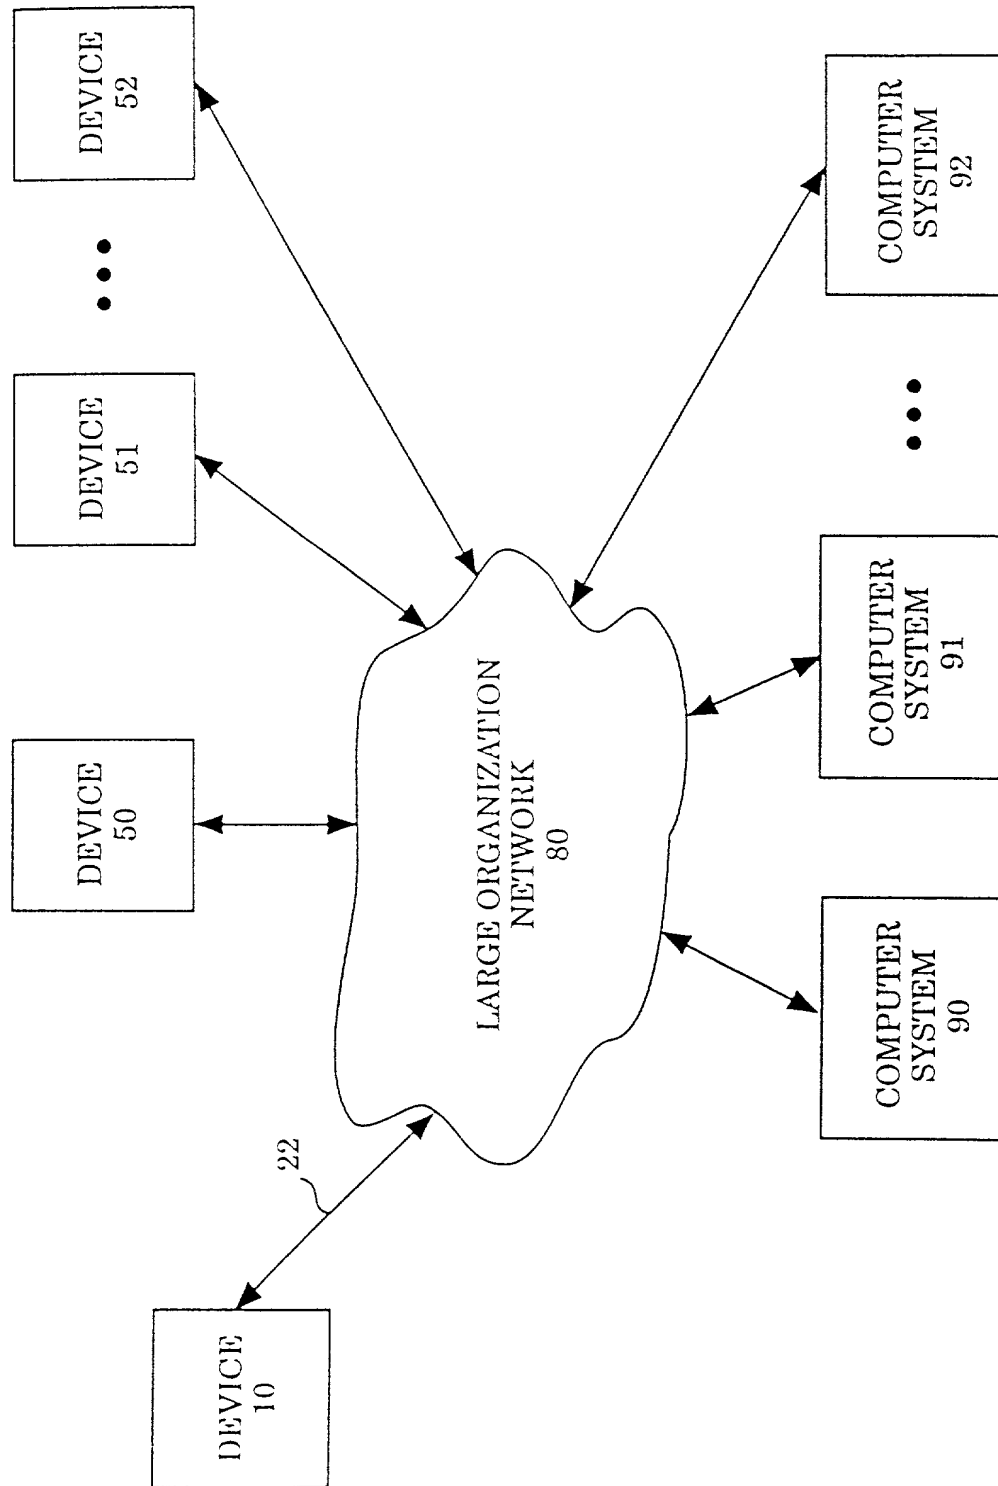 DEVICE
50
DEVICE
51
DEVICE
52
DEVICE
10
22
LARGE ORGANIZATION
NETWORK
80
COMPUTER
SYSTEM
90
COMPUTER
SYSTEM
91
COMPUTER
SYSTEM
92